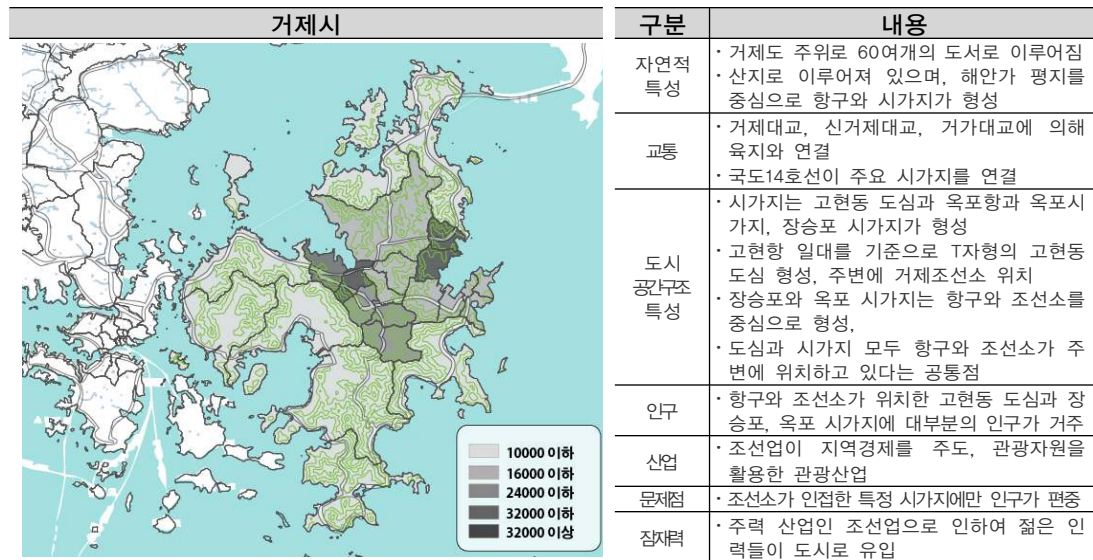 거제시
10000 이하
16000 이하
24000 이하
32000 이하
32000 이상
구분 내용
자연적
특성
· 거제도 주위로 60여개의 도서로 이루어짐
· 산지로 이루어져 있으며, 해안가 평지를
중심으로 항구와 시가지가 형성
교통
· 거제대교, 신거제대교, 거가대교에 의해
육지와 연결
· 국도14호선이 주요 시가지를 연결
도시
공간구조
특성
· 시가지는 고현동 도심과 옥포항과 옥포시
가지, 장승포 시가지가 형성
· 고현항 일대를 기준으로 T자형의 고현동
도심 형성, 주변에 거제조선소 위치
· 장승포와 옥포 시가지는 항구와 조선소를
중심으로 형성,
· 도심과 시가지 모두 항구와 조선소가 주
변에 위치하고 있다는 공통점
인구
· 항구와 조선소가 위치한 고현동 도심과 장
승포, 옥포 시가지에 대부분의 인구가 거주
산업
· 조선업이 지역경제를 주도, 관광자원을
활용한 관광산업
문제점
· 조선소가 인접한 특정 시가지에만 인구가 편중
잠재력
· 주력 산업인 조선업으로 인하여 젊은 인
력들이 도시로 유입